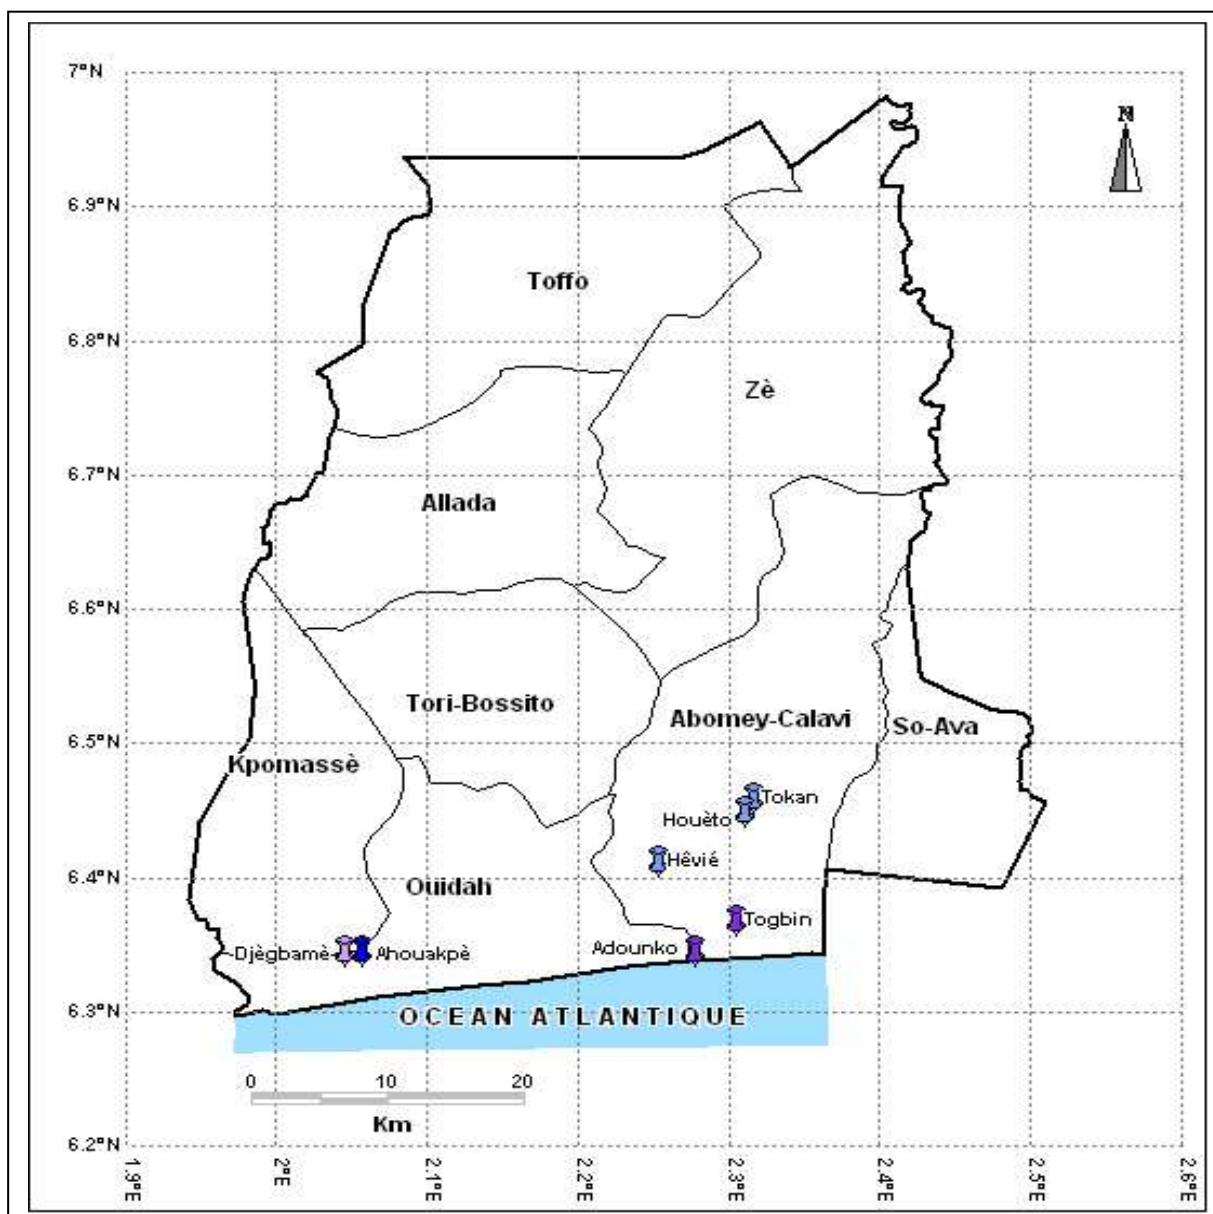 7°N
N
6.9°N
Toffo
6.8°N
Zè
6.7°N
Allada
6.6°N
Tori-Bossito
Abomey-Calavi
So-Ava
6.5°N
Kpomassè
Tokan
Houèto
Hêvié
6.4°N
Ouidah
Togbin
Djègbamè
Ahouakpè
Adounko
6.3°N
OCEAN ATLANTIQUE
0 10 20
Km
6.2°N
1.9°E 2°E 2.1°E 2.2°E 2.3°E 2.4°E 2.5°E 2.6°E